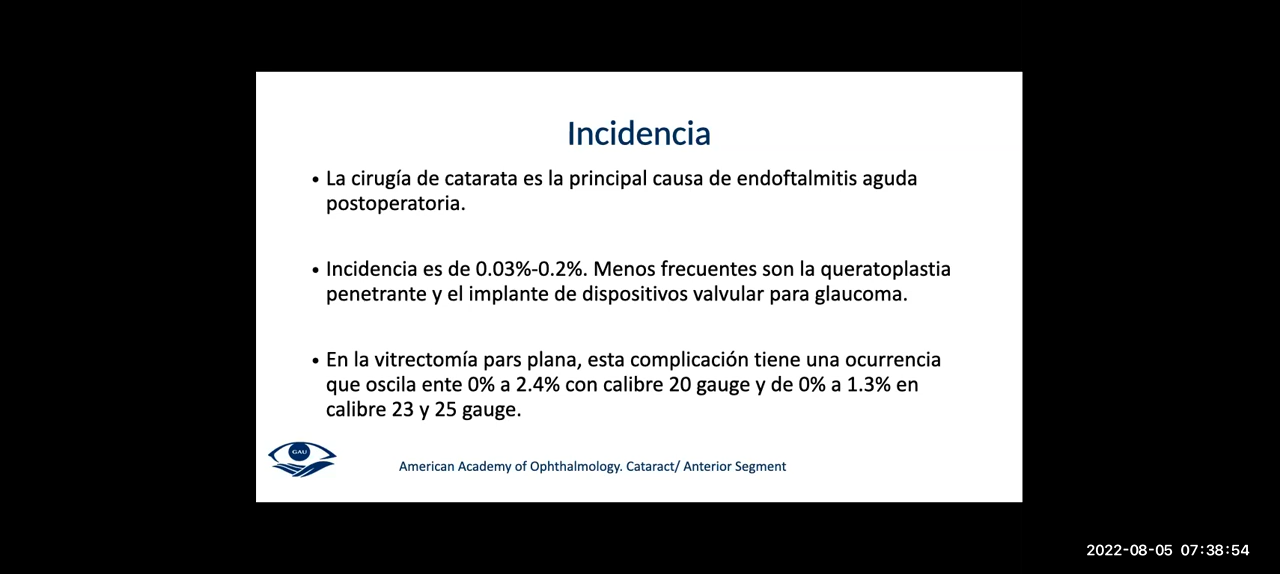 Incidencia
• La cirugía de catarata es la principal causa de endoftalmitis aguda
postoperatoria.
• Incidencia es de 0.03%-0.2%. Menos frecuentes son la queratoplastia
penetrante y el implante de dispositivos valvular para glaucoma.
• En la vitrectomía pars plana, esta complicación tiene una ocurrencia
que oscila ente 0% a 2.4% con calibre 20 gauge y de 0% a 1.3% en
calibre 23 y 25 gauge.
GAU
American Academy of Ophthalmology. Cataract/ Anterior Segment
2022-08-05 07:38:54